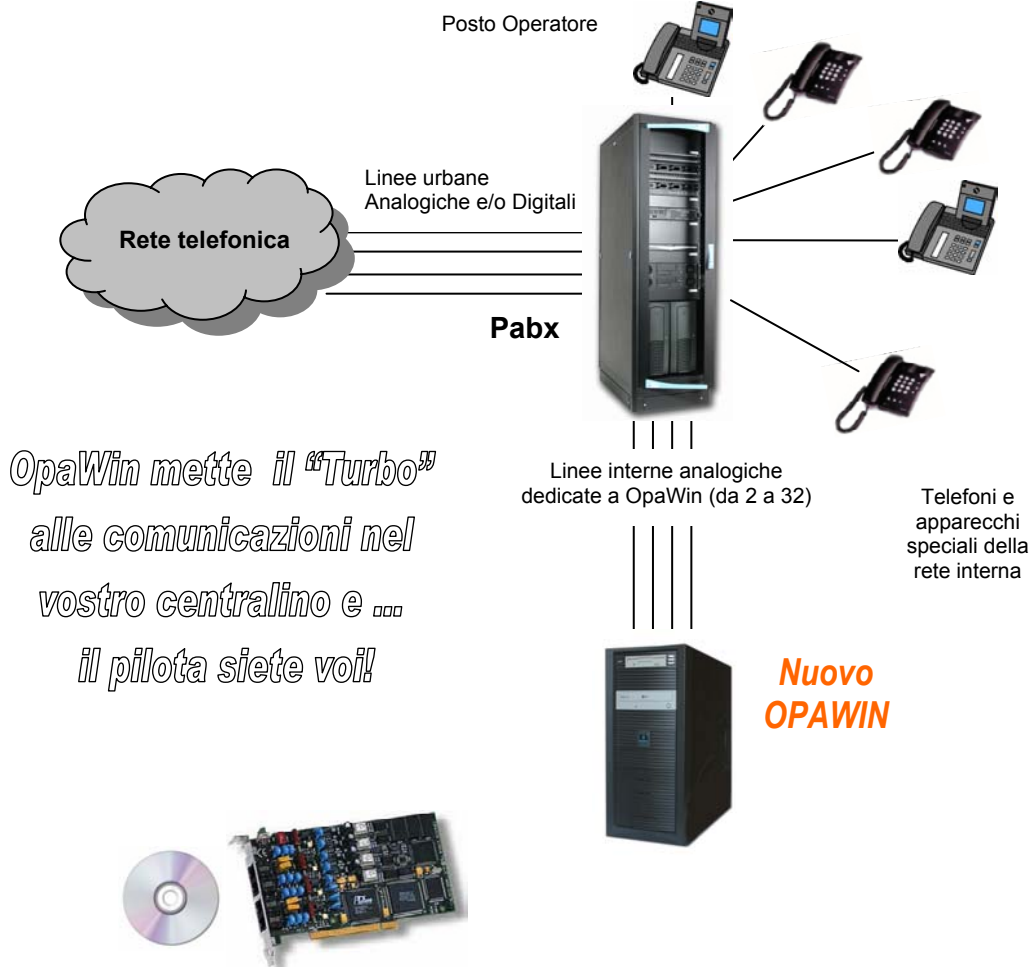 Posto Operatore
Linee urbane
Analogiche e/o Digitali
Rete telefonica
Pabx
OpaWin mette il “Turbo”
alle comunicazioni nel
vostro centralino e ...
il pilota siete voi!
Linee interne analogiche
dedicate a OpaWin (da 2 a 32)
Telefoni e
apparecchi
speciali della
rete interna
Nuovo
OPAWIN